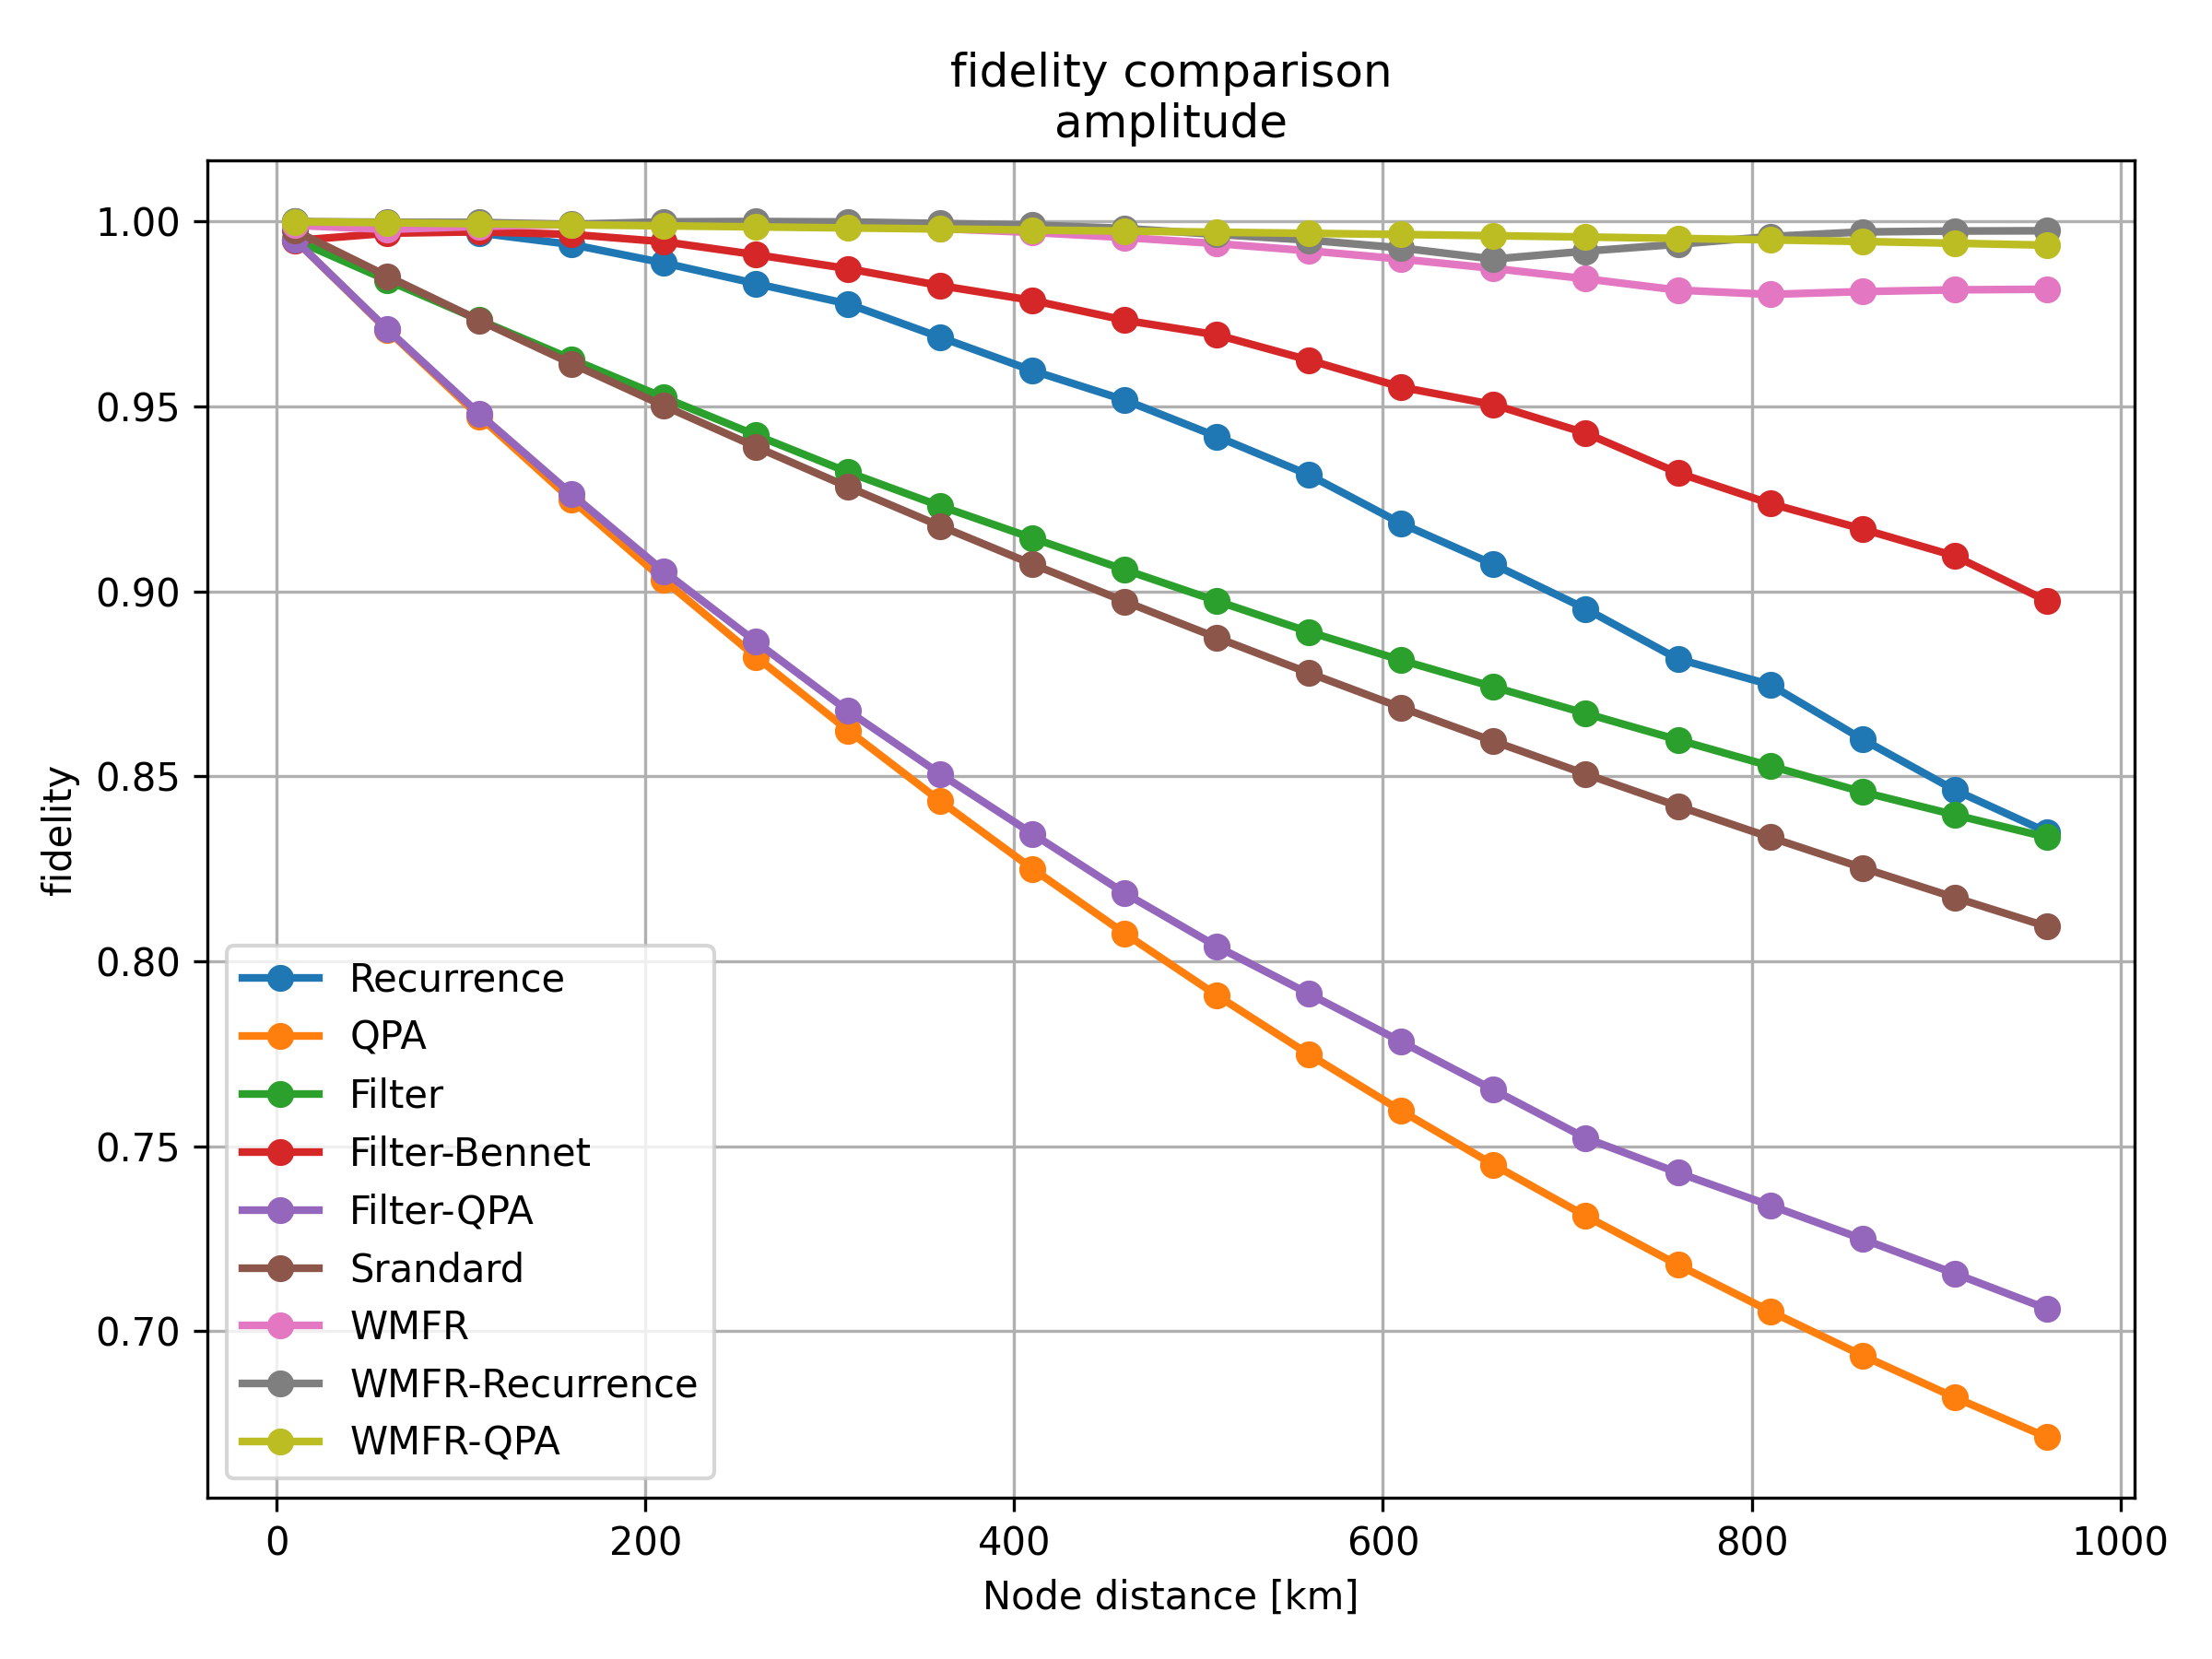 fidelity comparison
amplitude
fidelity
1.00
0.95
0.90
0.85
0.80
0.75
0.70
Recurrence
QPA
Filter
Filter-Bennet
Filter-QPA
Srandard
WMFR
WMFR-Recurrence
WMFR-QPA
0 200 400 600 800 1000
Node distance [km]